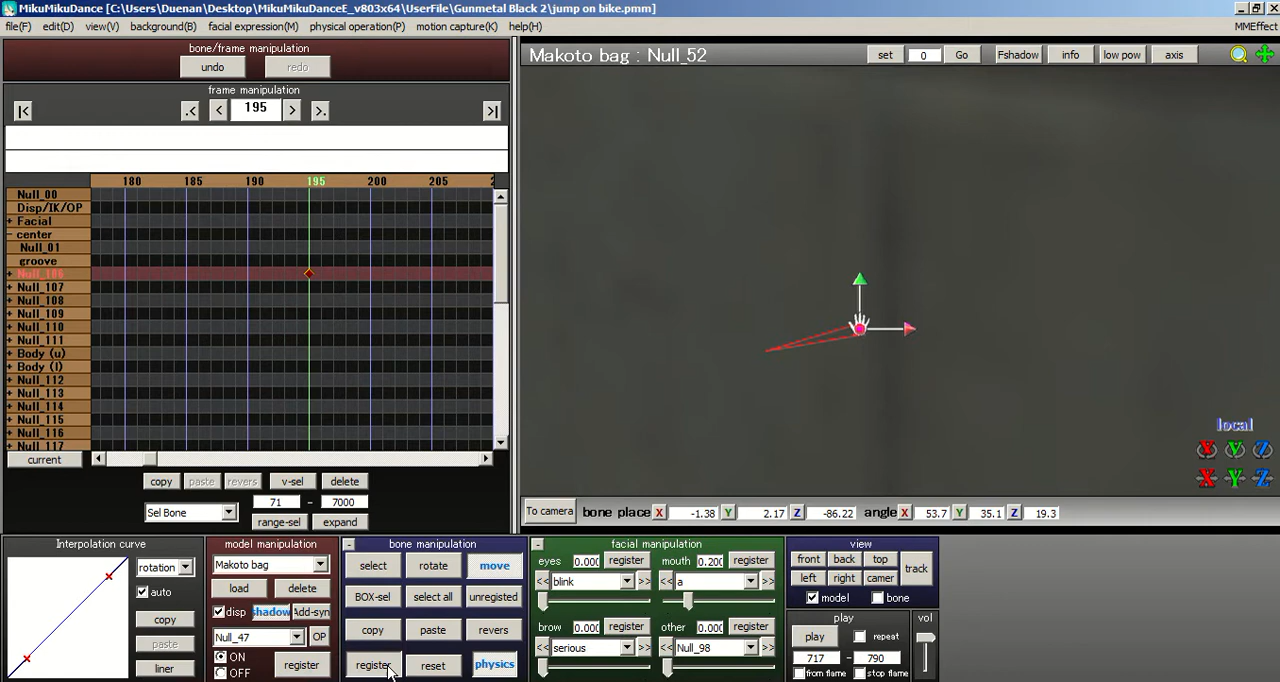 MikuMikuDance [C:\Users\Duenan\Desktop\MikuMikuDanceE_v803x64\UserFile\Gunmetal Black 2\jump on bike.pmm]
file(F) edit(D) view(V) background(B) facial expression(M) physical operation(P) motion capture(K) help(H) MMEffect
bone/frame manipulation
undo redo
frame manipulation
|< .< < 195 > >. >|
180 185 190 195 200 205
Null_00
Disp/IK/OP
+ Facial
- center
Null_01
groove
+ Null_106
+ Null_107
+ Null_108
+ Null_109
+ Null_110
+ Null_111
+ Body (u)
+ Body (l)
+ Null_112
+ Null_113
+ Null_114
+ Null_115
+ Null_116
+ Null_117
current
copy paste revers v-sel delete
Sel Bone 71 - 7000
range-sel expand
Makoto bag : Null_52 set 0 Go Fshadow info low pow axis
local
X Y Z
X Y Z
To camera bone place X -1.38 Y 2.17 Z -86.22 angle X 53.7 Y 35.1 Z 19.3
Interpolation curve
rotation
auto
copy
paste
liner
model manipulation
Makoto bag
load delete
disp shadow Add-syn
Null_47 OP
ON
OFF
register
- bone manipulation
select rotate move
BOX-sel select all unregisted
copy paste revers
register reset physics
- facial manipulation
eyes 0.000 register mouth 0.200 register
<< blink >> << a >>
brow 0.000 register other 0.000 register
<< serious >> << Null_98 >>
view
front back top track
left right camer
model bone
play
play repeat
717 - 790
from flame stop flame
vol